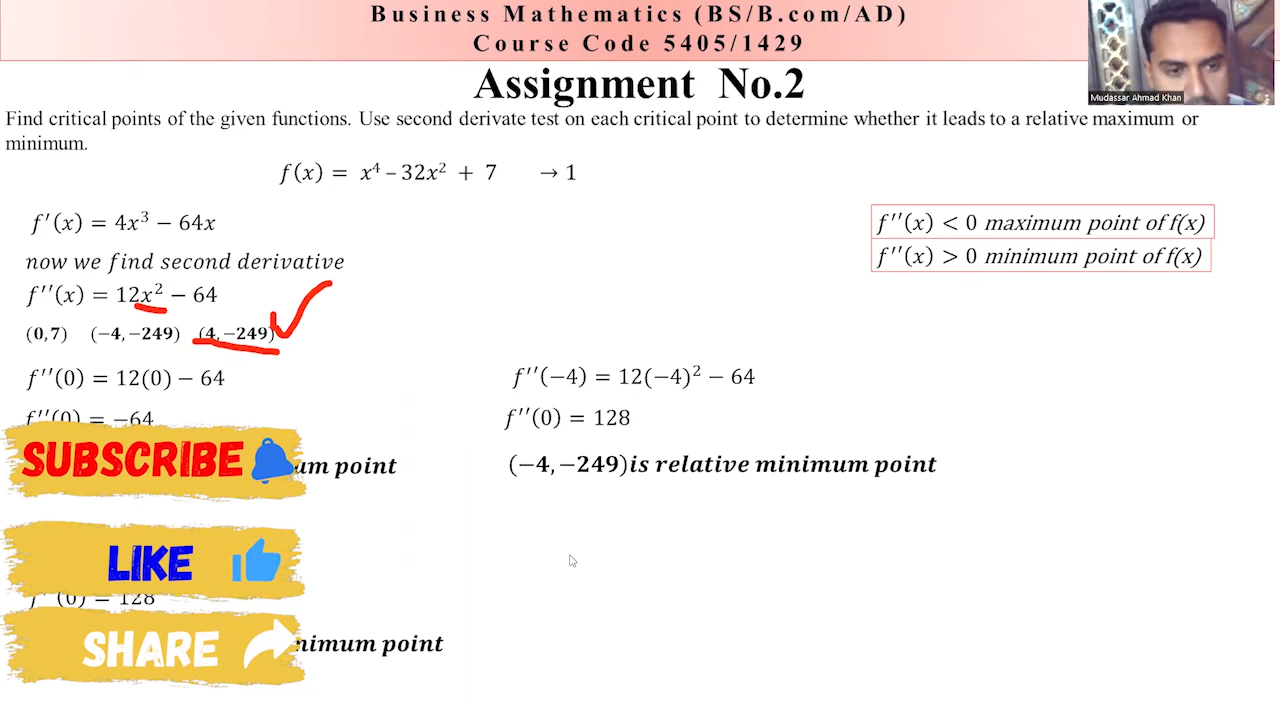 Business Mathematics (BS/B.com/AD)
Course Code 5405/1429
Mudassar Ahmad Khan
Assignment No.2
Find critical points of the given functions. Use second derivate test on each critical point to determine whether it leads to a relative maximum or
minimum.
f(x) = x⁴ – 32x² + 7 → 1
f'(x) = 4x³ − 64x
f''(x) < 0 maximum point of f(x)
now we find second derivative
f''(x) > 0 minimum point of f(x)
f''(x) = 12x² − 64
(0,7) (−4,−249) (4,−249)
f''(0) = 12(0) − 64
f''(−4) = 12(−4)² − 64
f''(0) = −64
f''(0) = 128
SUBSCRIBE
um point
(−4,−249)is relative minimum point
LIKE
f''(0) = 128
SHARE
nimum point